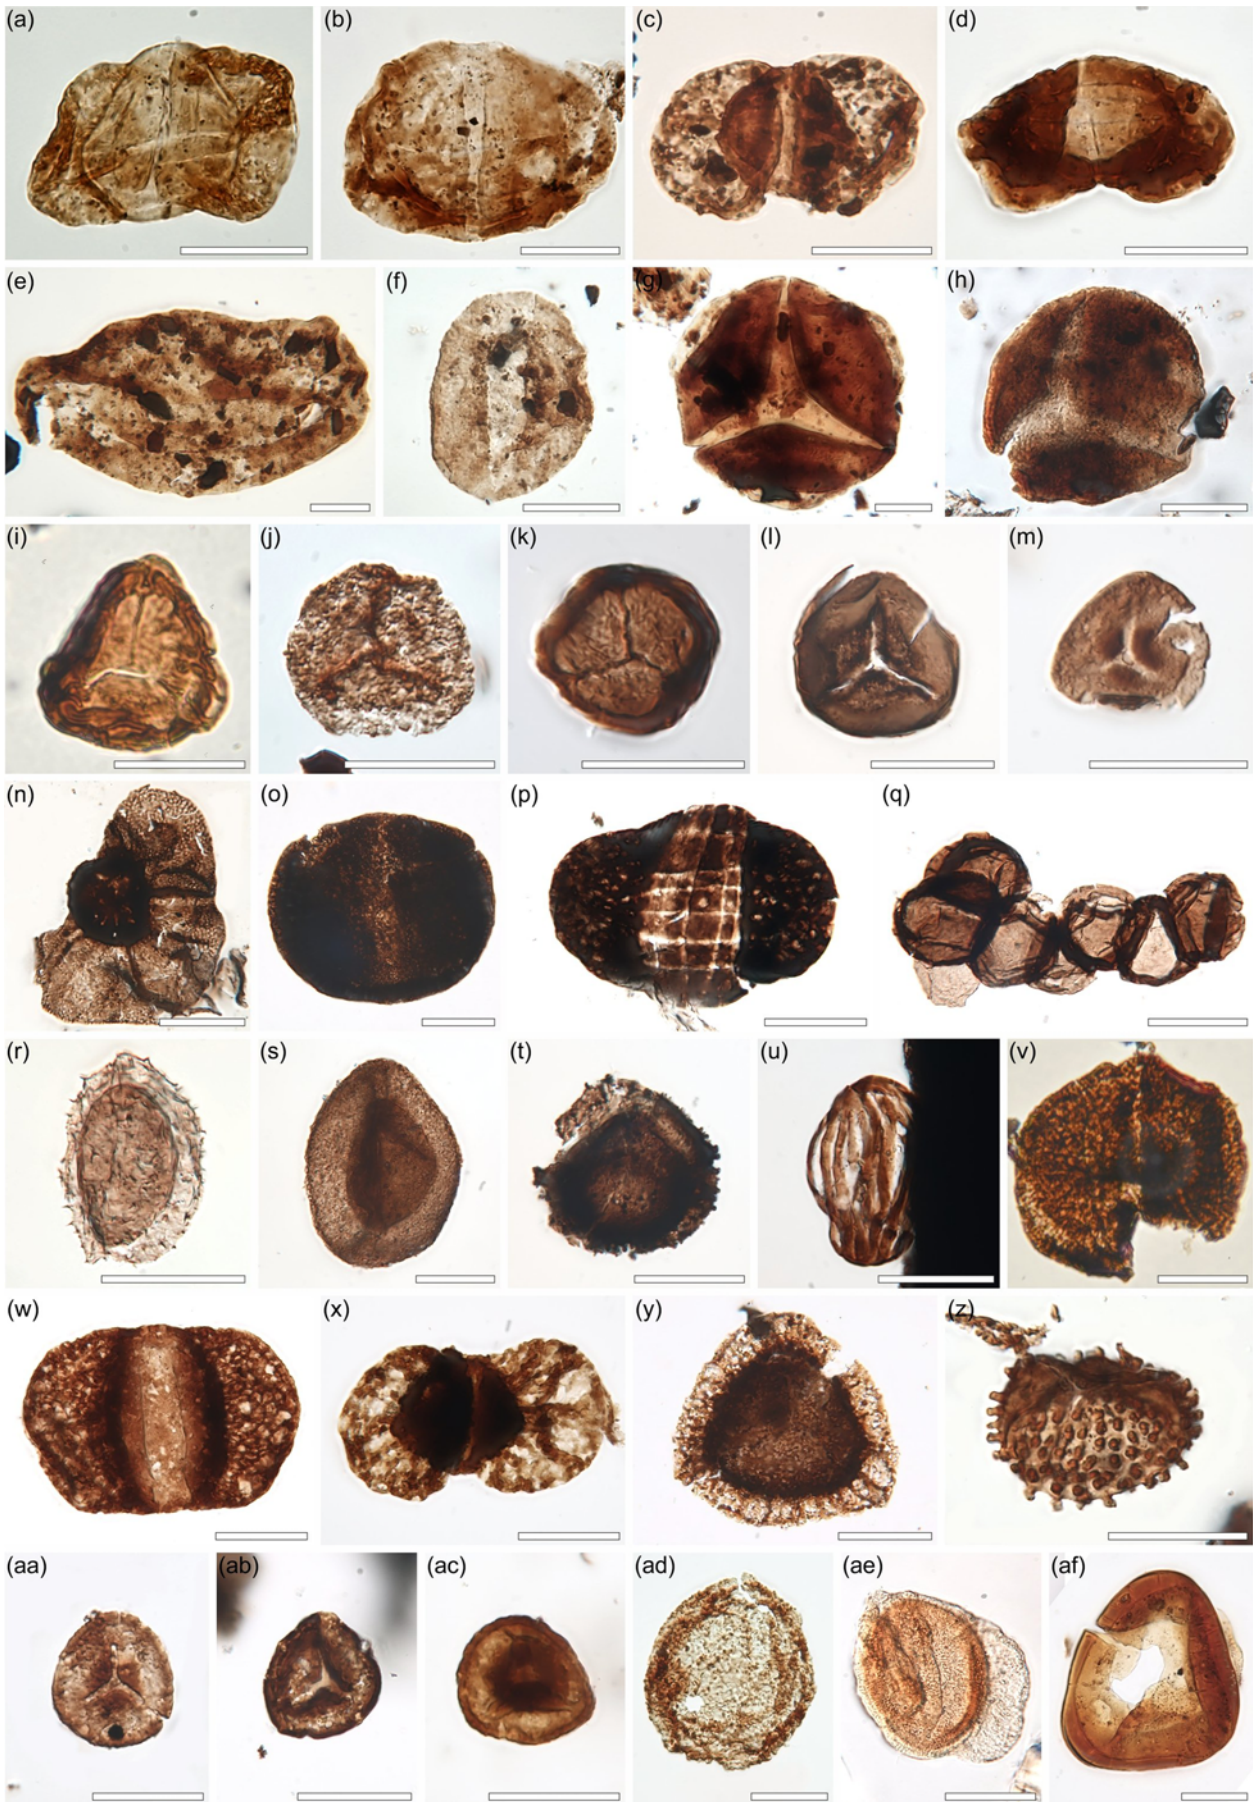 (a) (b) (c) (d)
(e) (f) (g) (h)
(i) (j) (k) (l) (m)
(n) (o) (p) (q)
(r) (s) (t) (u) (v)
(w) (x) (y) (z)
(aa) (ab) (ac) (ad) (ae) (af)